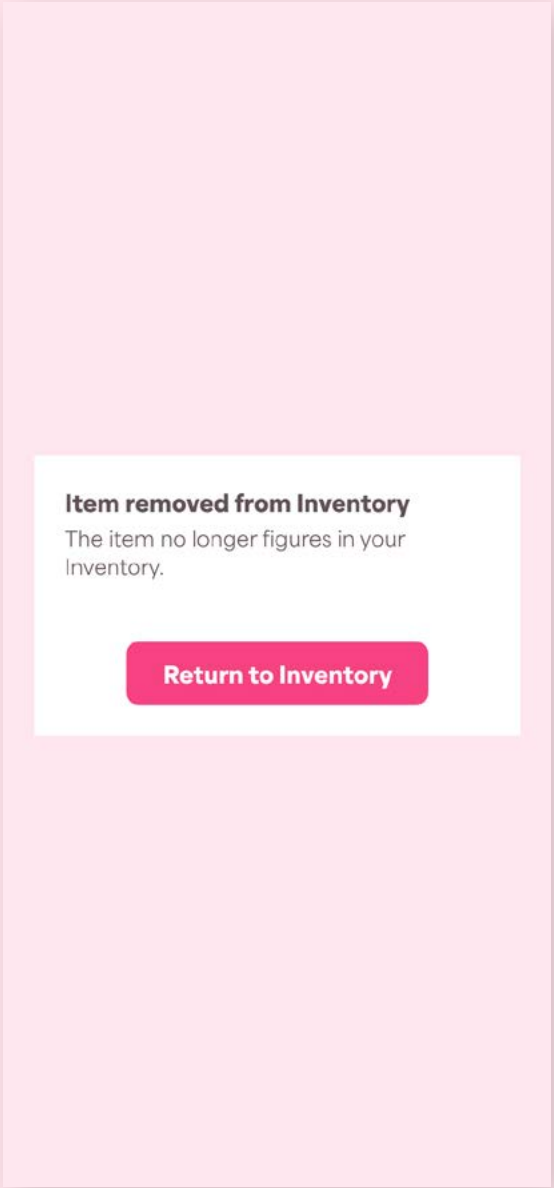 Item removed from Inventory
The item no longer figures in your
Inventory.
Return to Inventory